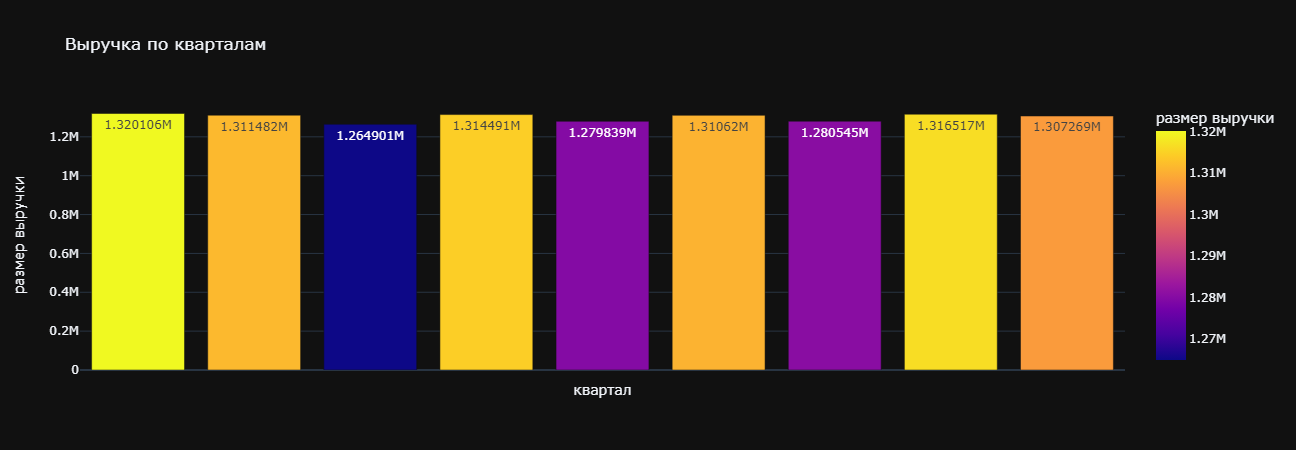 Выручка по кварталам
размер выручки
1.2M
1M
0.8M
0.6M
0.4M
0.2M
0
1.320106M
1.311482M
1.264901M
1.314491M
1.279839M
1.31062M
1.280545M
1.316517M
1.307269M
квартал
размер выручки
1.32M
1.31M
1.3M
1.29M
1.28M
1.27M